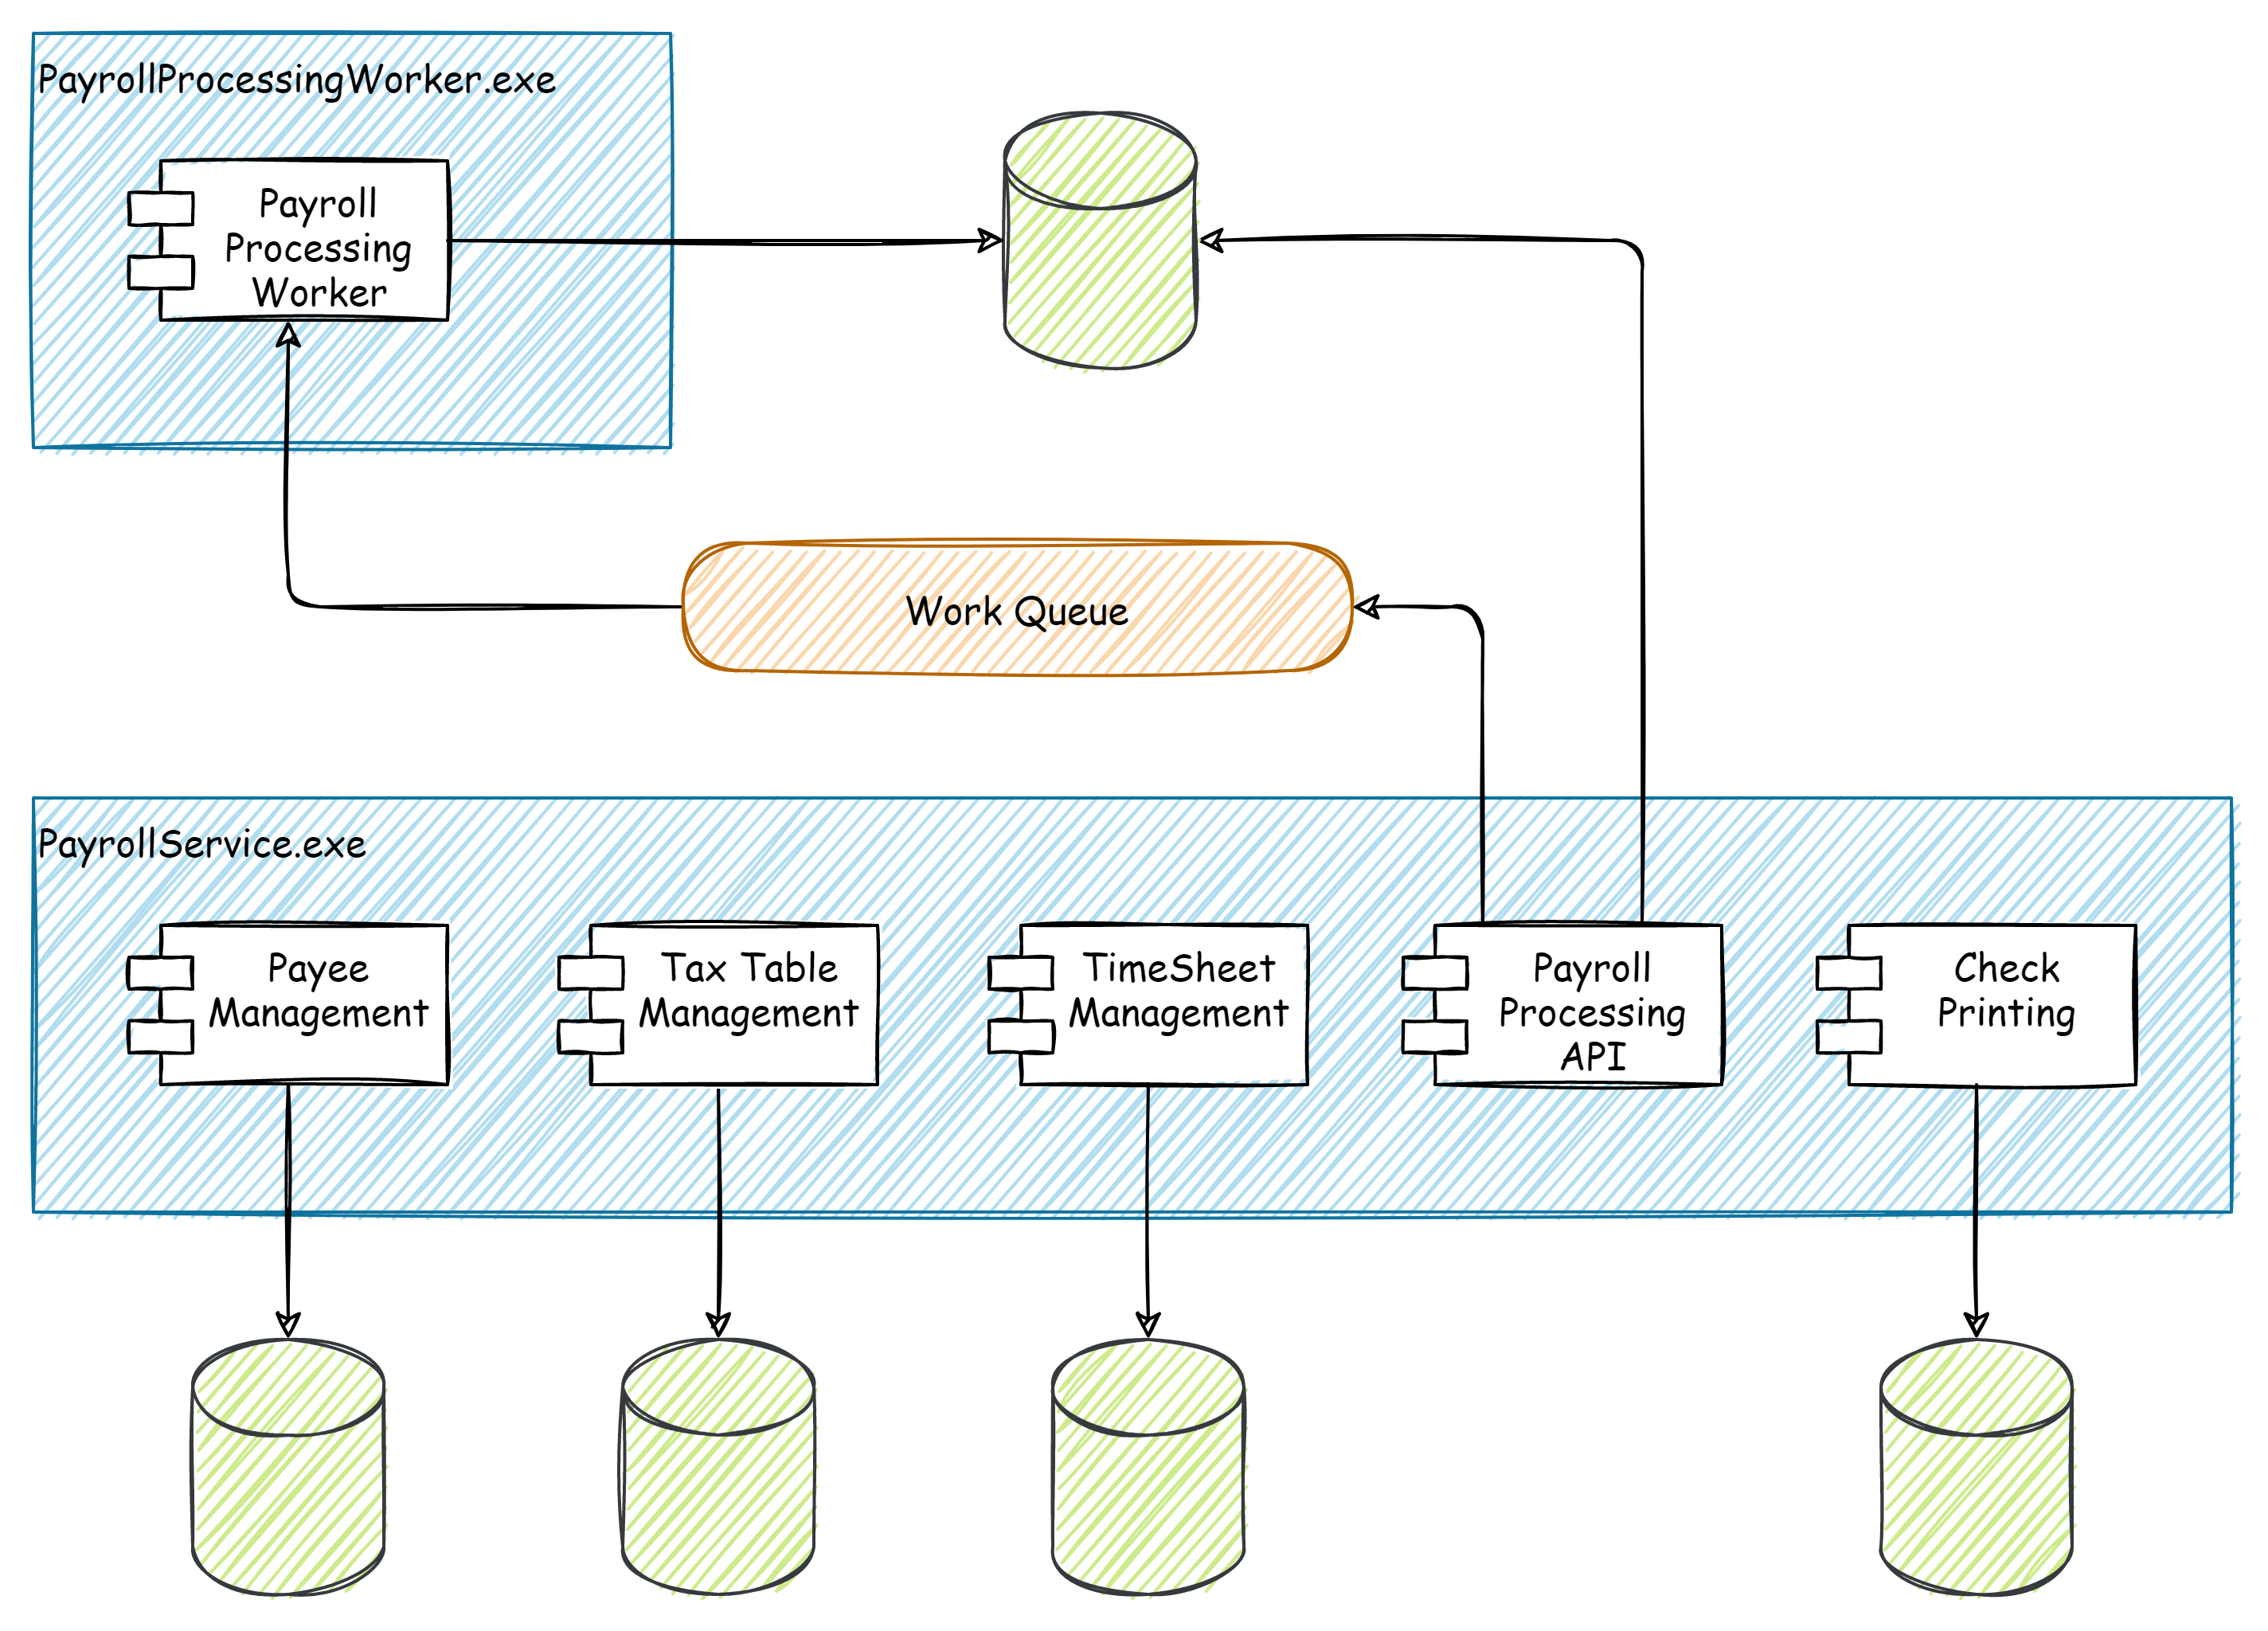 PayrollProcessingWorker.exe
Payroll
Processing
Worker
Work Queue
PayrollService.exe
Payee
Management
Tax Table
Management
TimeSheet
Management
Payroll
Processing
API
Check
Printing